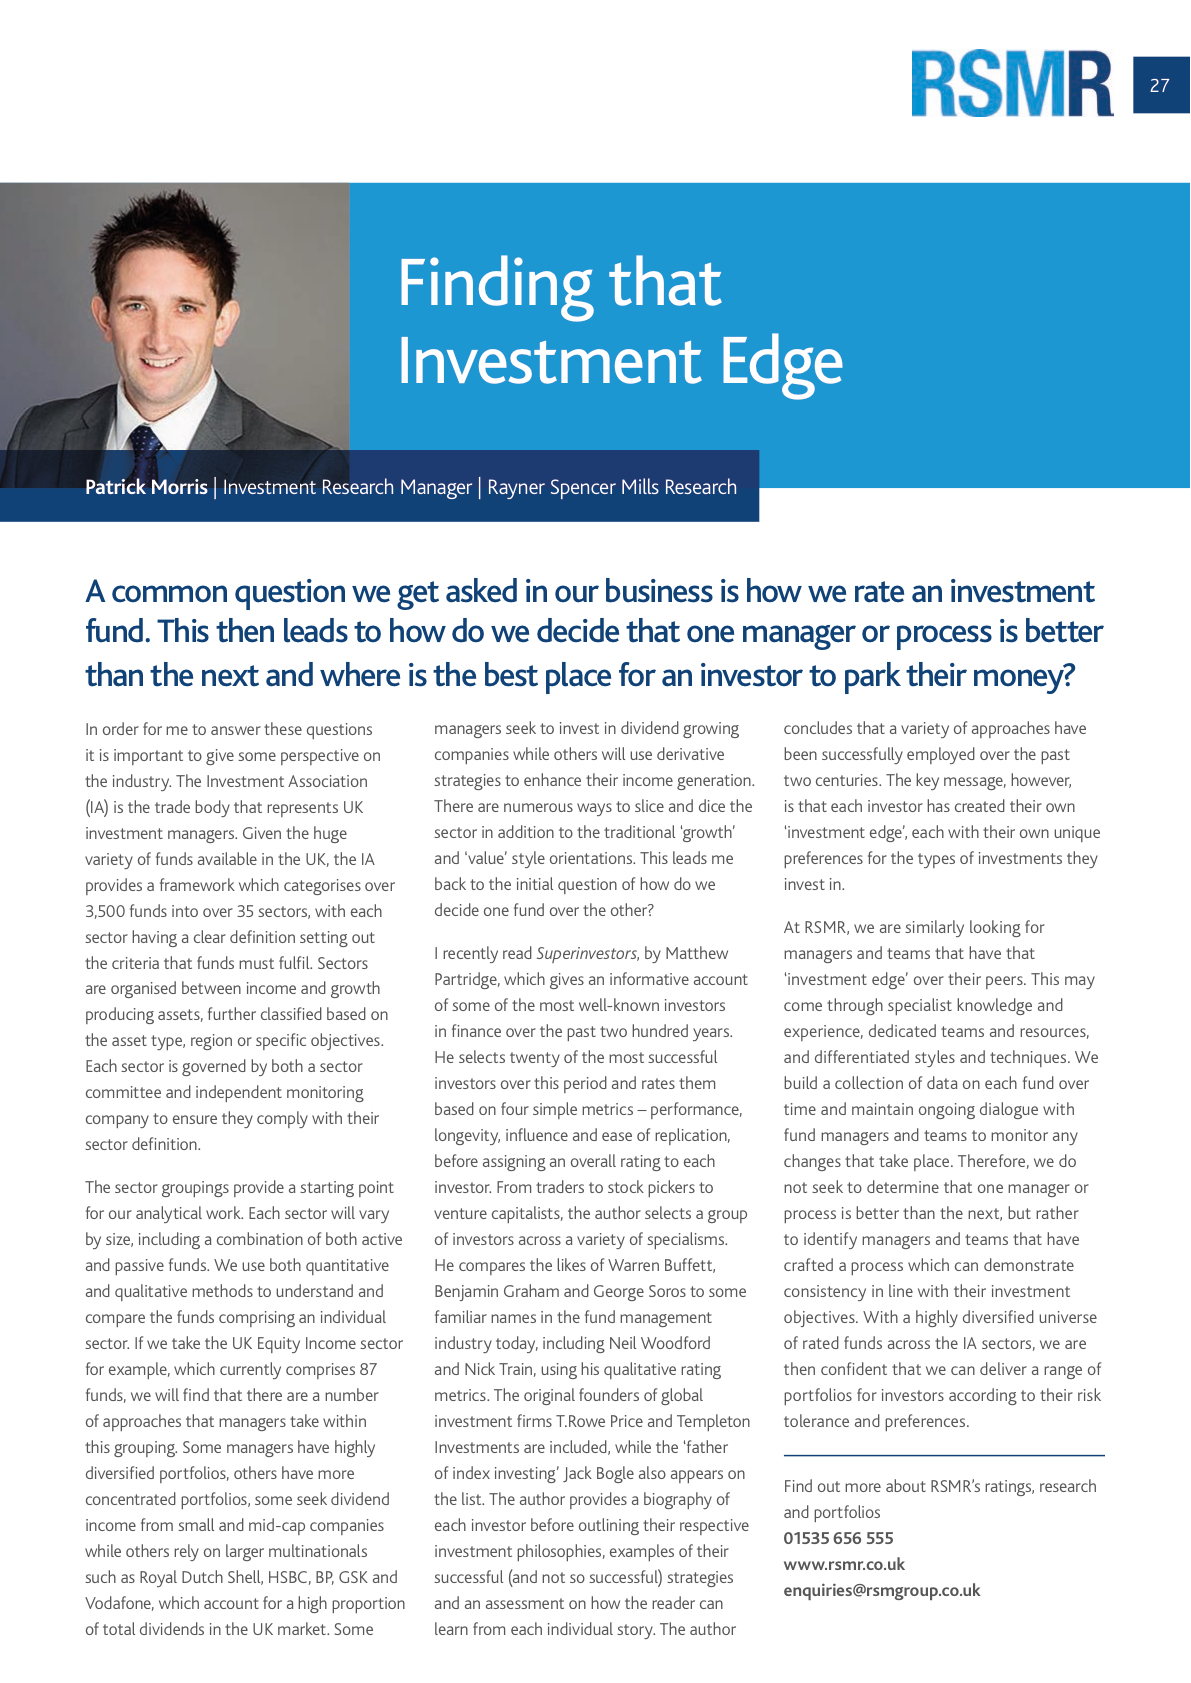 RSMR
27
Finding that
Investment Edge
Patrick Morris | Investment Research Manager | Rayner Spencer Mills Research
A common question we get asked in our business is how we rate an investment
fund. This then leads to how do we decide that one manager or process is better
than the next and where is the best place for an investor to park their money?
In order for me to answer these questions
it is important to give some perspective on
the industry. The Investment Association
(IA) is the trade body that represents UK
investment managers. Given the huge
variety of funds available in the UK, the IA
provides a framework which categorises over
3,500 funds into over 35 sectors, with each
sector having a clear definition setting out
the criteria that funds must fulfil. Sectors
are organised between income and growth
producing assets, further classified based on
the asset type, region or specific objectives.
Each sector is governed by both a sector
committee and independent monitoring
company to ensure they comply with their
sector definition.
The sector groupings provide a starting point
for our analytical work. Each sector will vary
by size, including a combination of both active
and passive funds. We use both quantitative
and qualitative methods to understand and
compare the funds comprising an individual
sector. If we take the UK Equity Income sector
for example, which currently comprises 87
funds, we will find that there are a number
of approaches that managers take within
this grouping. Some managers have highly
diversified portfolios, others have more
concentrated portfolios, some seek dividend
income from small and mid-cap companies
while others rely on larger multinationals
such as Royal Dutch Shell, HSBC, BP, GSK and
Vodafone, which account for a high proportion
of total dividends in the UK market. Some
managers seek to invest in dividend growing
companies while others will use derivative
strategies to enhance their income generation.
There are numerous ways to slice and dice the
sector in addition to the traditional ‘growth’
and ‘value’ style orientations. This leads me
back to the initial question of how do we
decide one fund over the other?
I recently read Superinvestors, by Matthew
Partridge, which gives an informative account
of some of the most well-known investors
in finance over the past two hundred years.
He selects twenty of the most successful
investors over this period and rates them
based on four simple metrics – performance,
longevity, influence and ease of replication,
before assigning an overall rating to each
investor. From traders to stock pickers to
venture capitalists, the author selects a group
of investors across a variety of specialisms.
He compares the likes of Warren Buffett,
Benjamin Graham and George Soros to some
familiar names in the fund management
industry today, including Neil Woodford
and Nick Train, using his qualitative rating
metrics. The original founders of global
investment firms T.Rowe Price and Templeton
Investments are included, while the ‘father
of index investing’ Jack Bogle also appears on
the list. The author provides a biography of
each investor before outlining their respective
investment philosophies, examples of their
successful (and not so successful) strategies
and an assessment on how the reader can
learn from each individual story. The author
concludes that a variety of approaches have
been successfully employed over the past
two centuries. The key message, however,
is that each investor has created their own
‘investment edge’, each with their own unique
preferences for the types of investments they
invest in.
At RSMR, we are similarly looking for
managers and teams that have that
‘investment edge’ over their peers. This may
come through specialist knowledge and
experience, dedicated teams and resources,
and differentiated styles and techniques. We
build a collection of data on each fund over
time and maintain ongoing dialogue with
fund managers and teams to monitor any
changes that take place. Therefore, we do
not seek to determine that one manager or
process is better than the next, but rather
to identify managers and teams that have
crafted a process which can demonstrate
consistency in line with their investment
objectives. With a highly diversified universe
of rated funds across the IA sectors, we are
then confident that we can deliver a range of
portfolios for investors according to their risk
tolerance and preferences.
Find out more about RSMR’s ratings, research
and portfolios
01535 656 555
www.rsmr.co.uk
enquiries@rsmgroup.co.uk